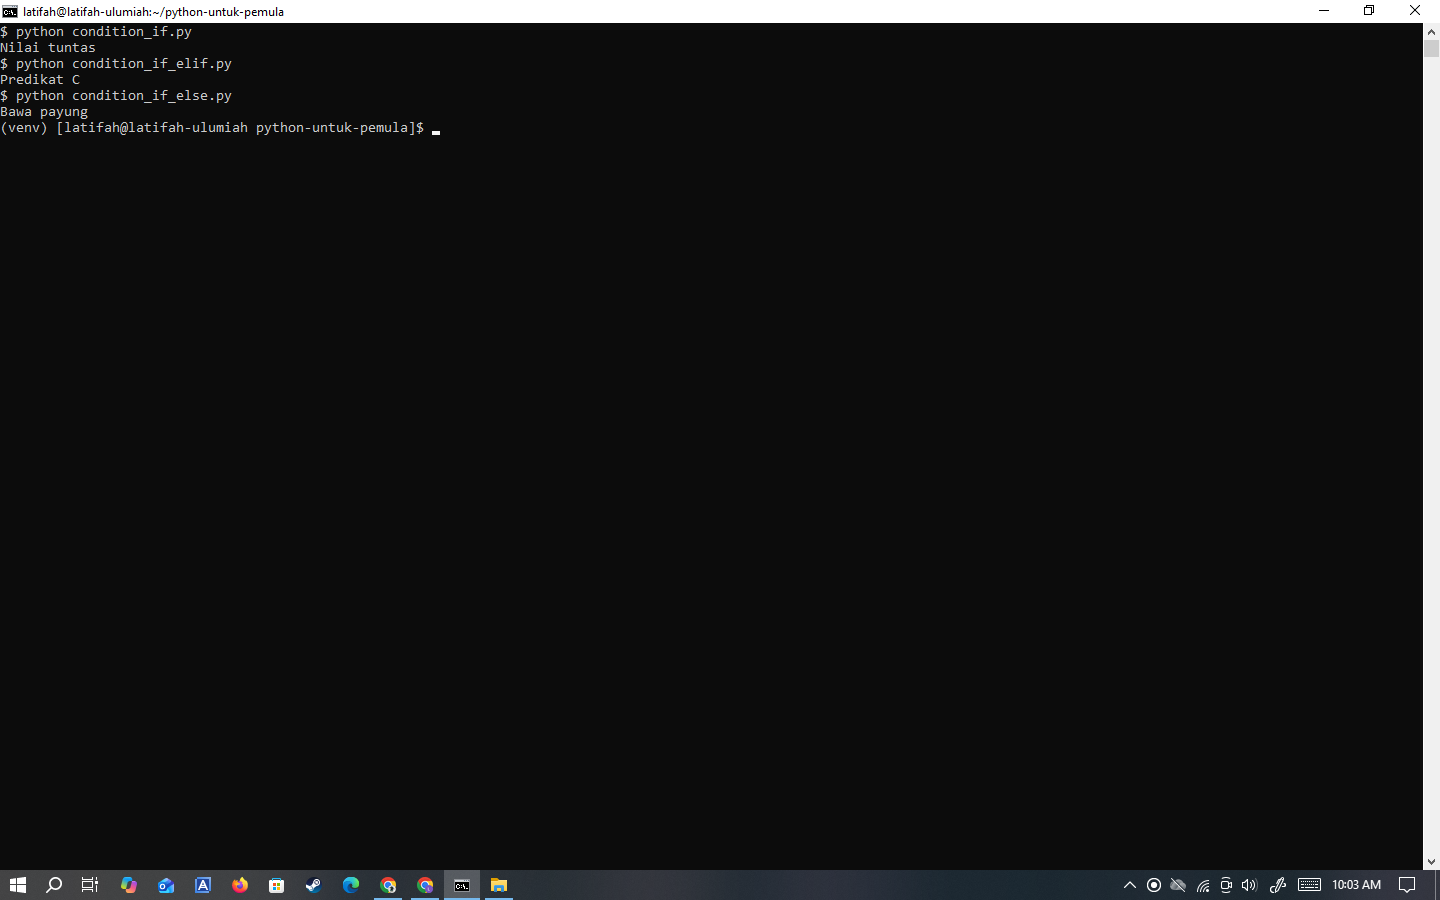 latifah@latifah-ulumiah:~/python-untuk-pemula
$ python condition_if.py
Nilai tuntas
$ python condition_if_elif.py
Predikat C
$ python condition_if_else.py
Bawa payung
(venv) [latifah@latifah-ulumiah python-untuk-pemula]$
10:03 AM